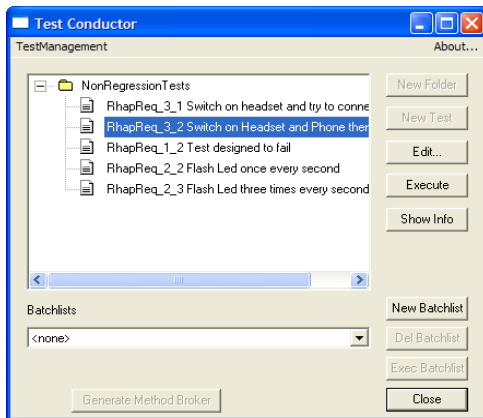 Test Conductor
TestManagement About...
NonRegressionTests
RhapReq_3_1 Switch on headset and try to conne
RhapReq_3_2 Switch on Headset and Phone ther
RhapReq_1_2 Test designed to fail
RhapReq_2_2 Flash Led once every second
RhapReq_2_3 Flash Led three times every second
New Folder
New Test
Edit...
Execute
Show Info
Batchlists
<none>
New Batchlist
Del Batchlist
Exec Batchlist
Generate Method Broker
Close